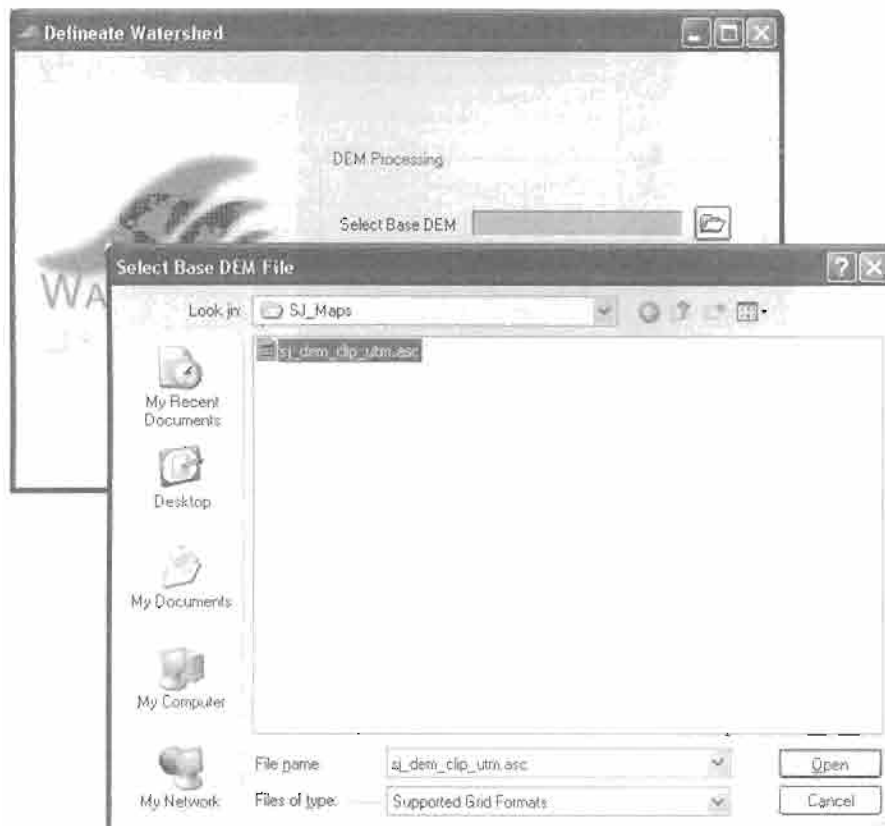 Delineate Watershed
DEM Processing
Select Base DEM
WA
Select Base DEM File
Look in:
SJ_Maps
sj_dem_clip_utm.asc
My Recent
Documents
Desktop
My Documents
My Computer
My Network
File name
sj_dem_clip_utm.asc
Open
Files of type:
Supported Grid Formats
Cancel